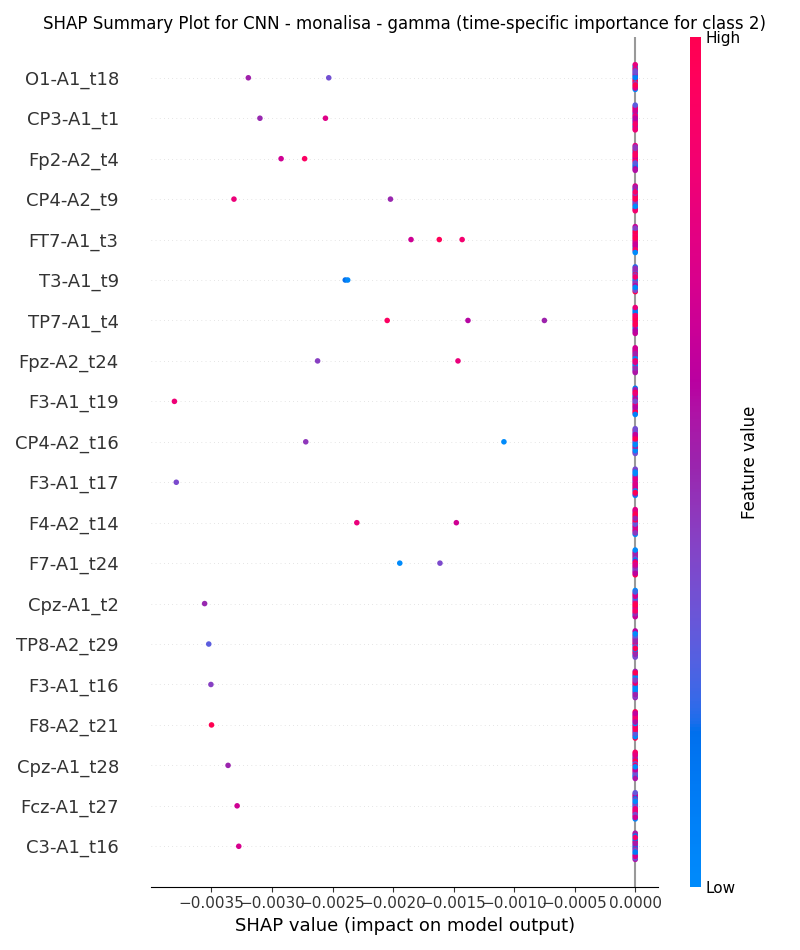 SHAP Summary Plot for CNN - monalisa - gamma (time-specific importance for class 2)
High
O1-A1_t18
CP3-A1_t1
Fp2-A2_t4
CP4-A2_t9
FT7-A1_t3
T3-A1_t9
TP7-A1_t4
Fpz-A2_t24
F3-A1_t19
CP4-A2_t16
F3-A1_t17
F4-A2_t14
F7-A1_t24
Cpz-A1_t2
TP8-A2_t29
F3-A1_t16
F8-A2_t21
Cpz-A1_t28
Fcz-A1_t27
C3-A1_t16
Feature value
Low
−0.0035 −0.0030 −0.0025 −0.0020 −0.0015 −0.0010 −0.0005 0.0000
SHAP value (impact on model output)